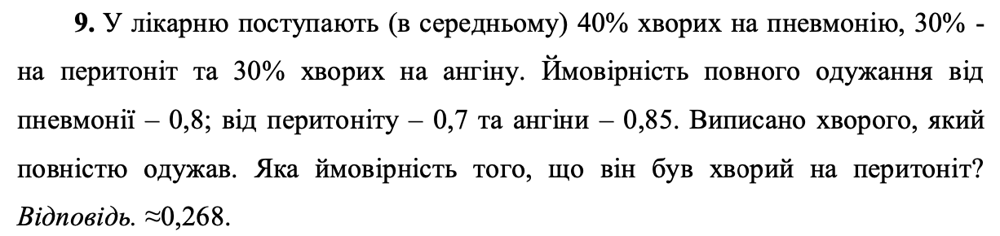 9. У лікарню поступають (в середньому) 40% хворих на пневмонію, 30% -
на перитоніт та 30% хворих на ангіну. Ймовірність повного одужання від
пневмонії – 0,8; від перитоніту – 0,7 та ангіни – 0,85. Виписано хворого, який
повністю одужав. Яка ймовірність того, що він був хворий на перитоніт?
Відповідь. ≈0,268.